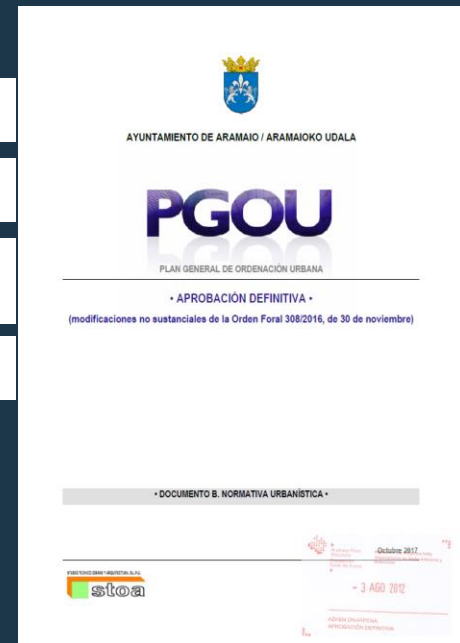 AYUNTAMIENTO DE ARAMAIO / ARAMAIOKO UDALA
PGOU
PLAN GENERAL DE ORDENACIÓN URBANA
• APROBACIÓN DEFINITIVA •
(modificaciones no sustanciales de la Orden Foral 308/2016, de 30 de noviembre)
• DOCUMENTO B. NORMATIVA URBANÍSTICA •
Octubre 2017
- 3 AGO 2012
stoa
APROBACIÓN DEFINITIVA